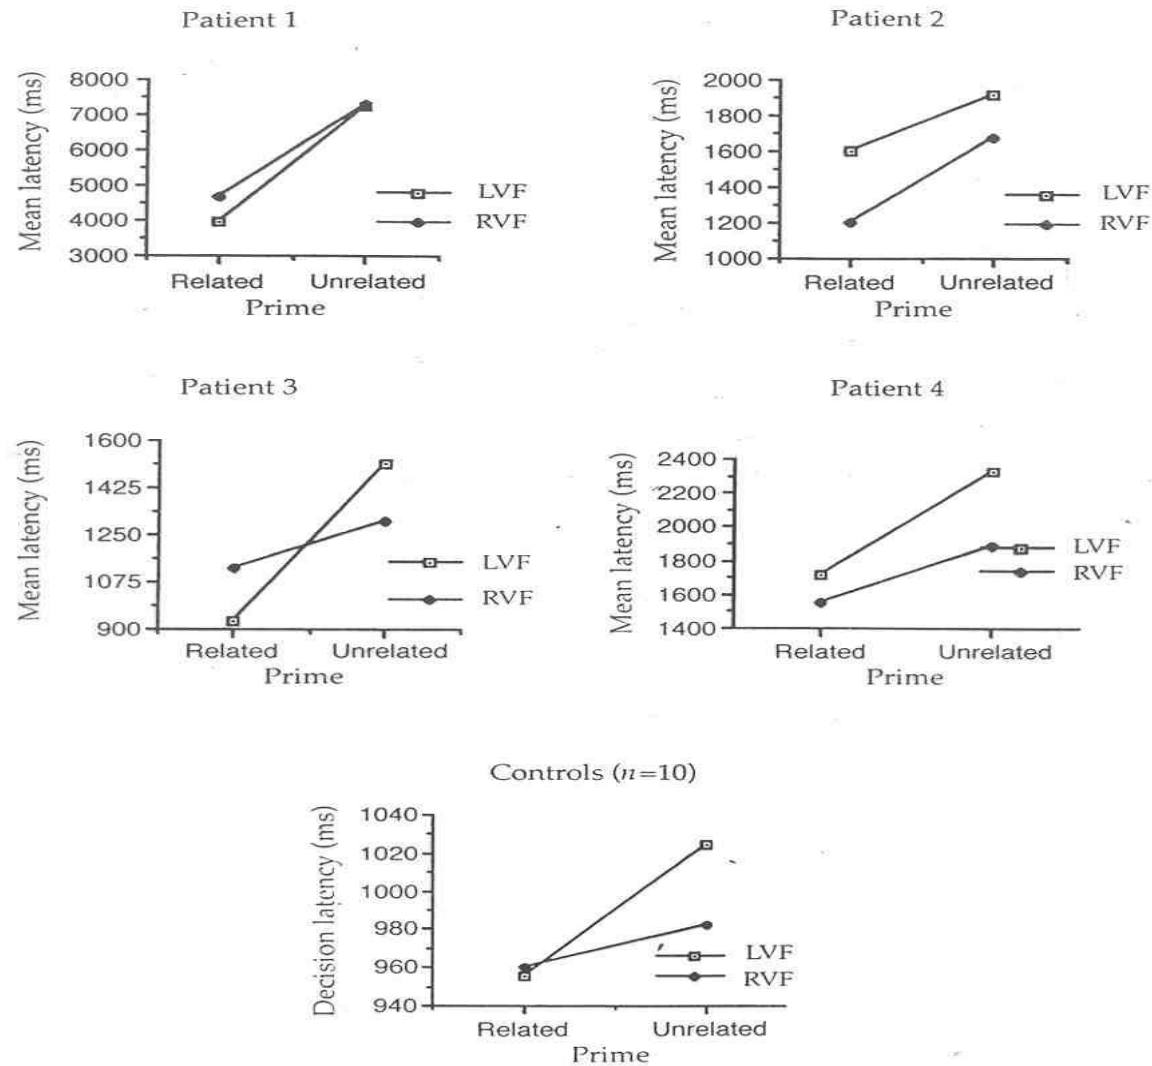 Patient 1
Mean latency (ms)
8000
7000
6000
5000
4000
3000
LVF
RVF
Related Unrelated
Prime
Patient 2
Mean latency (ms)
2000
1800
1600
1400
1200
1000
LVF
RVF
Related Unrelated
Prime
Patient 3
Mean latency (ms)
1600
1425
1250
1075
900
LVF
RVF
Related Unrelated
Prime
Patient 4
Mean latency (ms)
2400
2200
2000
1800
1600
1400
LVF
RVF
Related Unrelated
Prime
Controls (n=10)
Decision latency (ms)
1040
1020
1000
980
960
940
LVF
RVF
Related Unrelated
Prime